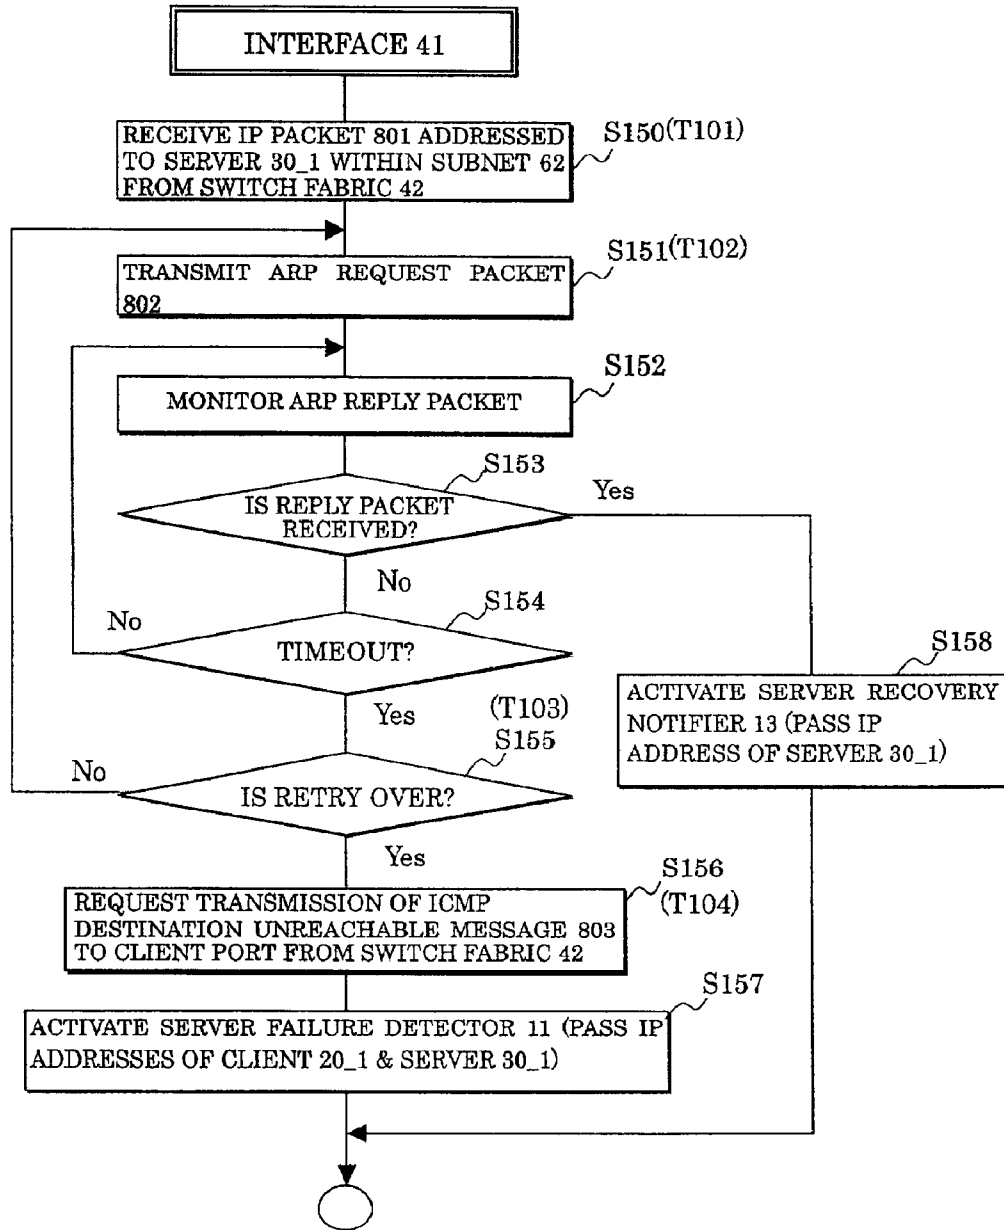 INTERFACE 41
RECEIVE IP PACKET 801 ADDRESSED
TO SERVER 30_1 WITHIN SUBNET 62
FROM SWITCH FABRIC 42
S150(T101)
TRANSMIT ARP REQUEST PACKET
802
S151(T102)
MONITOR ARP REPLY PACKET
S152
IS REPLY PACKET
RECEIVED?
S153
Yes
No
TIMEOUT?
S154
No
Yes
IS RETRY OVER?
(T103)
S155
No
Yes
ACTIVATE SERVER RECOVERY
NOTIFIER 13 (PASS IP
ADDRESS OF SERVER 30_1)
S158
REQUEST TRANSMISSION OF ICMP
DESTINATION UNREACHABLE MESSAGE 803
TO CLIENT PORT FROM SWITCH FABRIC 42
S156
(T104)
ACTIVATE SERVER FAILURE DETECTOR 11 (PASS IP
ADDRESSES OF CLIENT 20_1 & SERVER 30_1)
S157